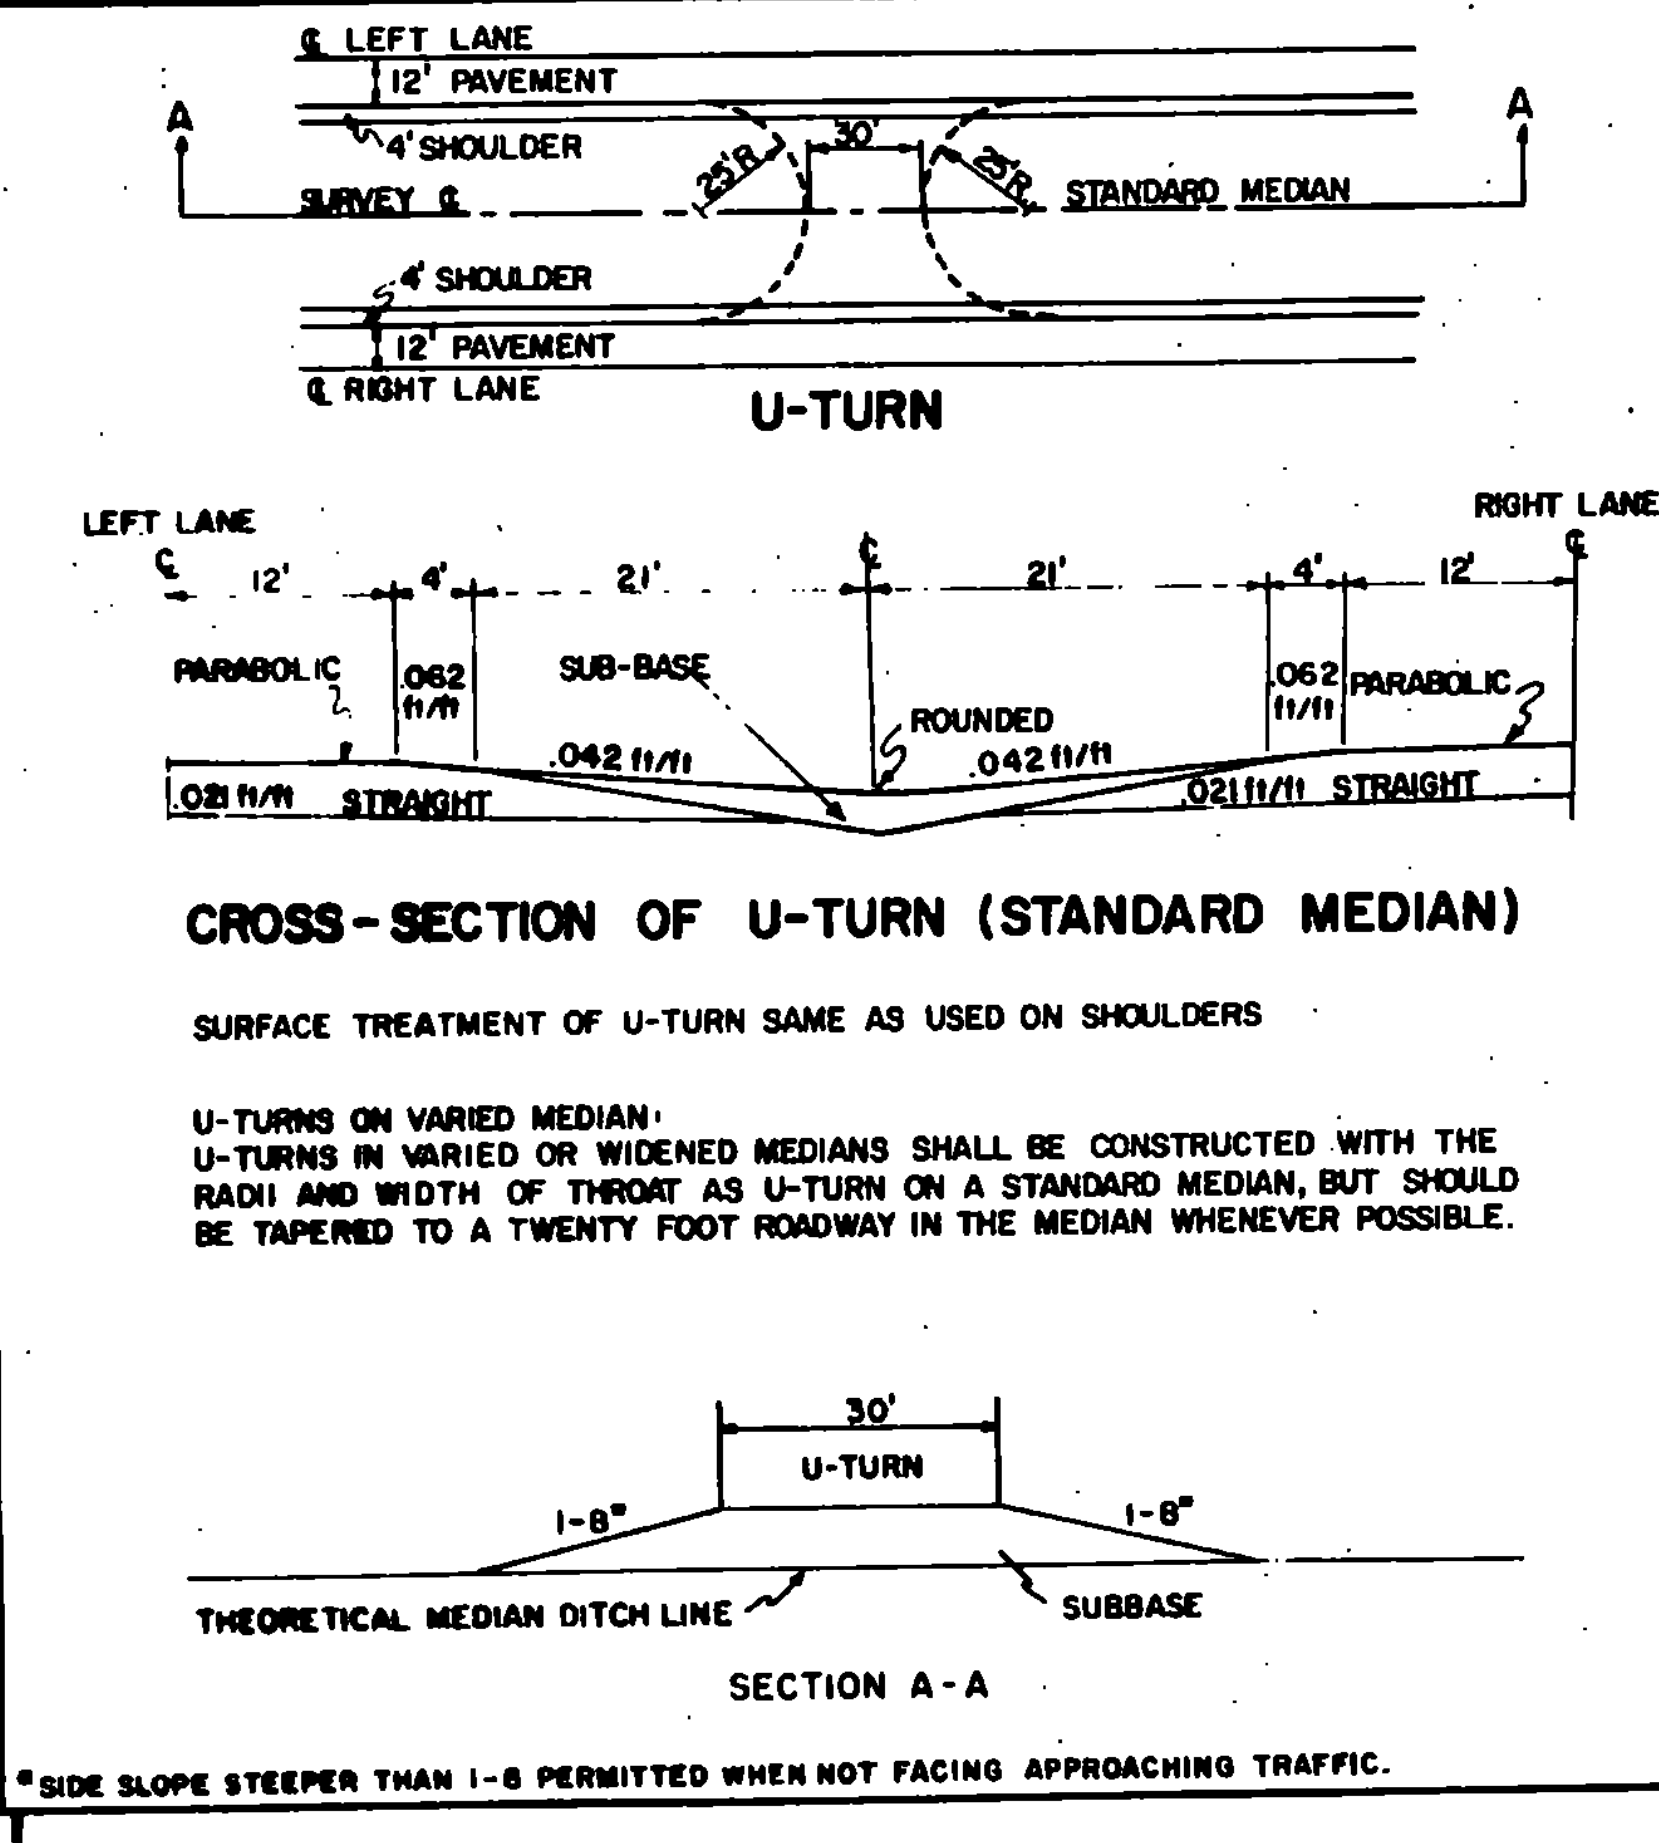 ℄ LEFT LANE
12' PAVEMENT
A
A
4' SHOULDER
30'
25'R
25'R
SURVEY ℄
STANDARD MEDIAN
4' SHOULDER
12' PAVEMENT
℄ RIGHT LANE
U-TURN
LEFT LANE
℄
RIGHT LANE
℄
℄
12'
4'
21'
21'
4'
12'
PARABOLIC
.062
ft/ft
SUB-BASE
ROUNDED
.062
ft/ft
PARABOLIC
.042 ft/ft
.042 ft/ft
.021 ft/ft STRAIGHT
.021 ft/ft STRAIGHT
CROSS-SECTION OF U-TURN (STANDARD MEDIAN)
SURFACE TREATMENT OF U-TURN SAME AS USED ON SHOULDERS
U-TURNS ON VARIED MEDIAN:
U-TURNS IN VARIED OR WIDENED MEDIANS SHALL BE CONSTRUCTED WITH THE
RADII AND WIDTH OF THROAT AS U-TURN ON A STANDARD MEDIAN, BUT SHOULD
BE TAPERED TO A TWENTY FOOT ROADWAY IN THE MEDIAN WHENEVER POSSIBLE.
30'
U-TURN
1-8*
1-8*
THEORETICAL MEDIAN DITCH LINE
SUBBASE
SECTION A-A
*SIDE SLOPE STEEPER THAN 1-8 PERMITTED WHEN NOT FACING APPROACHING TRAFFIC.